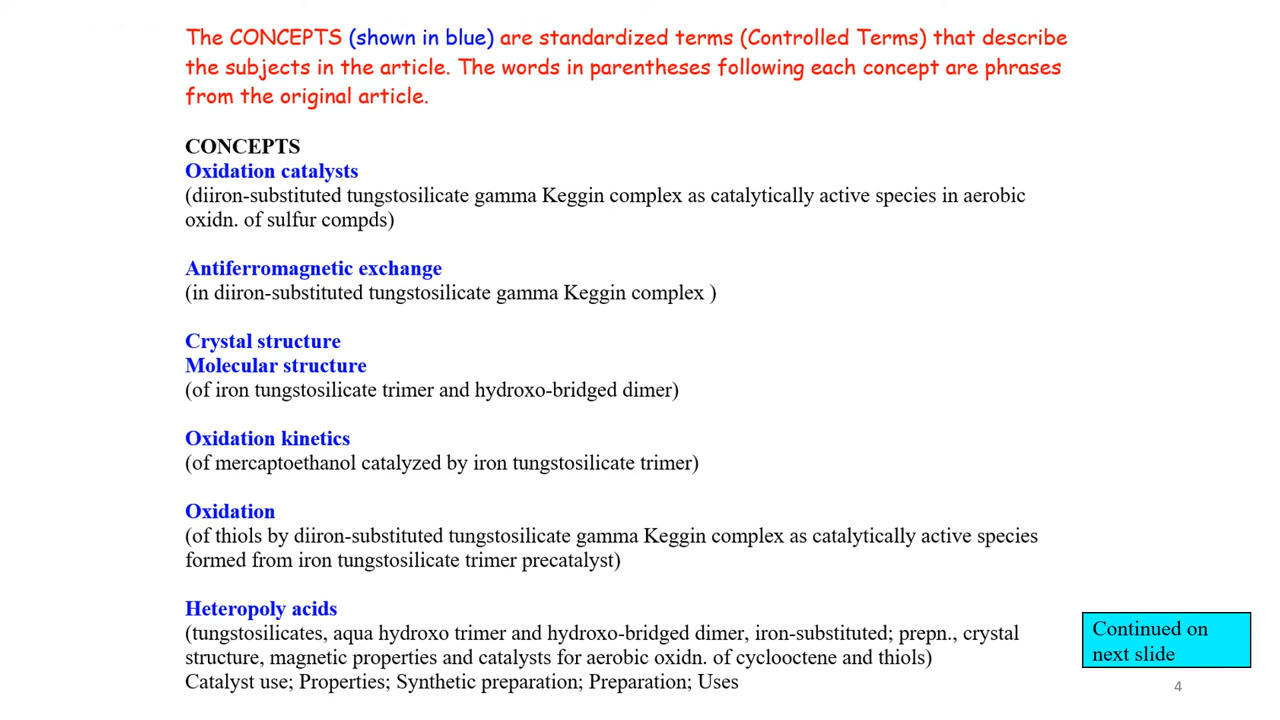 The CONCEPTS (shown in blue) are standardized terms (Controlled Terms) that describe
the subjects in the article. The words in parentheses following each concept are phrases
from the original article.
CONCEPTS
Oxidation catalysts
(diiron-substituted tungstosilicate gamma Keggin complex as catalytically active species in aerobic
oxidn. of sulfur compds)
Antiferromagnetic exchange
(in diiron-substituted tungstosilicate gamma Keggin complex )
Crystal structure
Molecular structure
(of iron tungstosilicate trimer and hydroxo-bridged dimer)
Oxidation kinetics
(of mercaptoethanol catalyzed by iron tungstosilicate trimer)
Oxidation
(of thiols by diiron-substituted tungstosilicate gamma Keggin complex as catalytically active species
formed from iron tungstosilicate trimer precatalyst)
Heteropoly acids
(tungstosilicates, aqua hydroxo trimer and hydroxo-bridged dimer, iron-substituted; prepn., crystal
structure, magnetic properties and catalysts for aerobic oxidn. of cyclooctene and thiols)
Catalyst use; Properties; Synthetic preparation; Preparation; Uses
Continued on
next slide
4